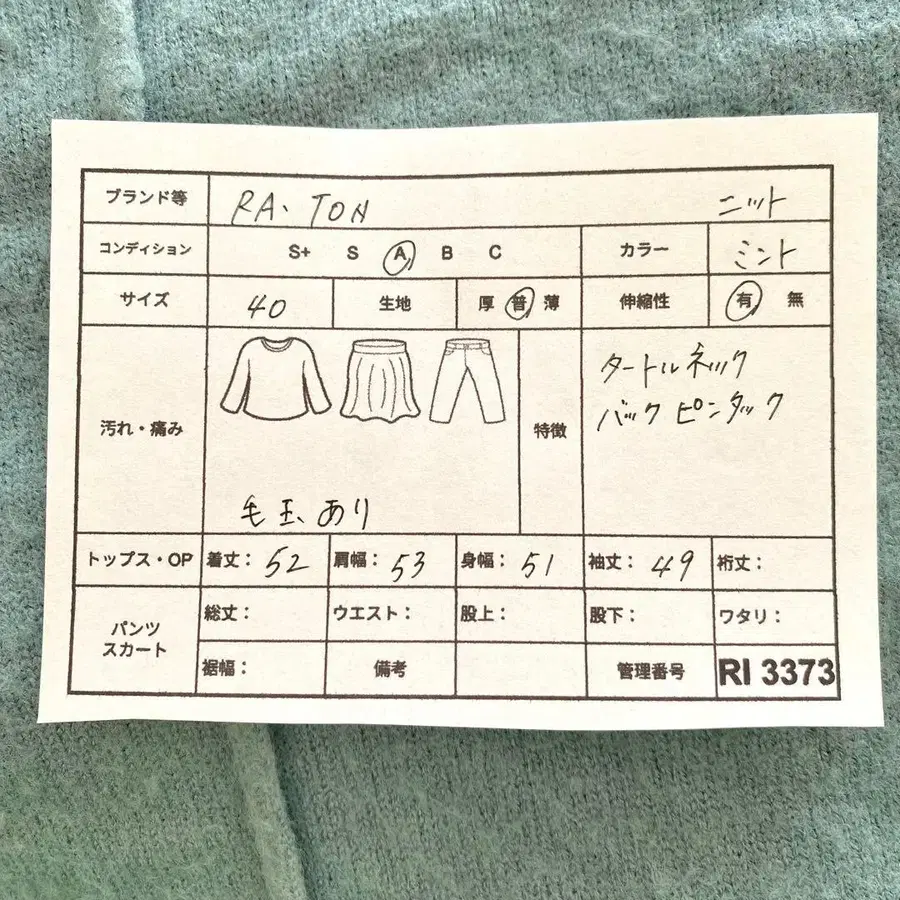 ブランド等 RA、TON ニット
コンディション S+ S A B C カラー ミント
サイズ 40 生地 厚 普 薄 伸縮性 有 無
汚れ・痛み 毛玉、あり 特徴 タートルネック
バックピンタック
トップス・OP 着丈： 52 肩幅： 53 身幅： 51 袖丈： 49 裄丈：
パンツ
スカート
総丈： ウエスト： 股上： 股下： ワタリ：
裾幅： 備考 管理番号 RI 3373